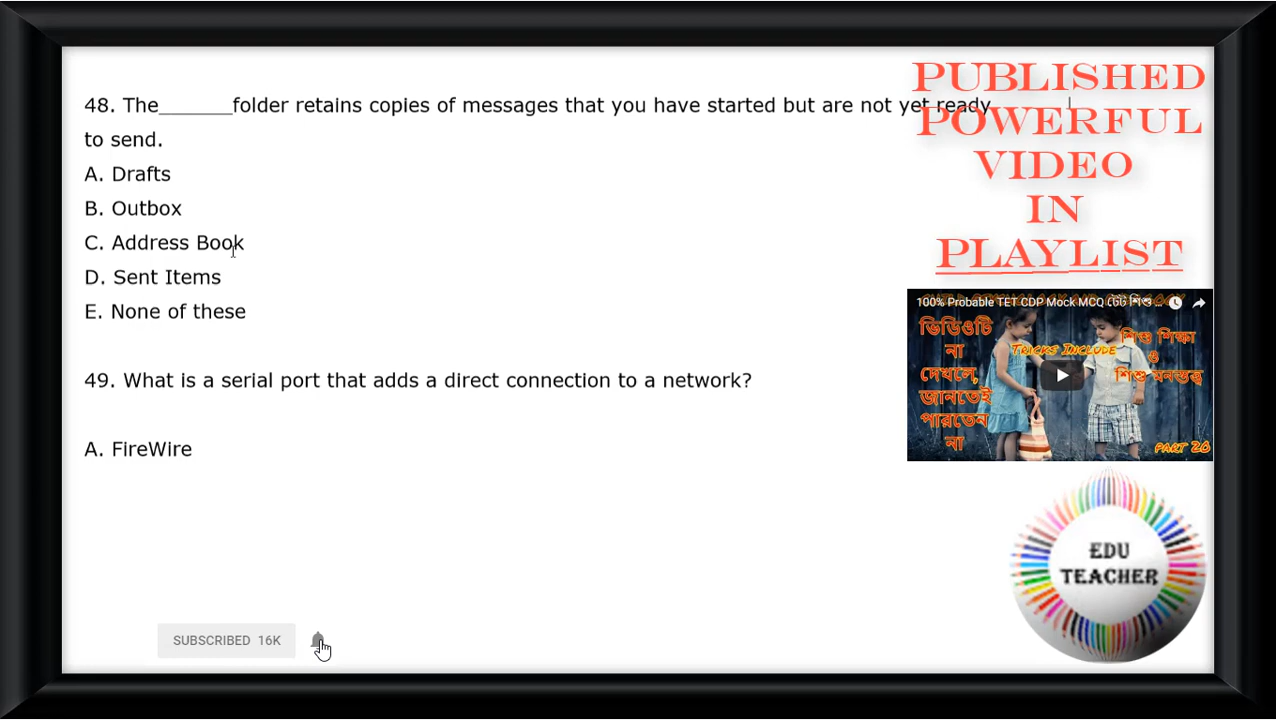 48. The_______folder retains copies of messages that you have started but are not yet ready
to send.
A. Drafts
B. Outbox
C. Address Book
D. Sent Items
E. None of these
49. What is a serial port that adds a direct connection to a network?
A. FireWire
PUBLISHED
POWERFUL
VIDEO
IN
PLAYLIST
100% Probable TET CDP Mock MCQ টেট শিশু ...
ভিডিওটি
না
দেখলে,
জানতেই
পারতেন
না
Tricks Include
শিশু শিক্ষা
ও
শিশু মনস্তত্ত্ব
PART 26
EDU
TEACHER
SUBSCRIBED 16K